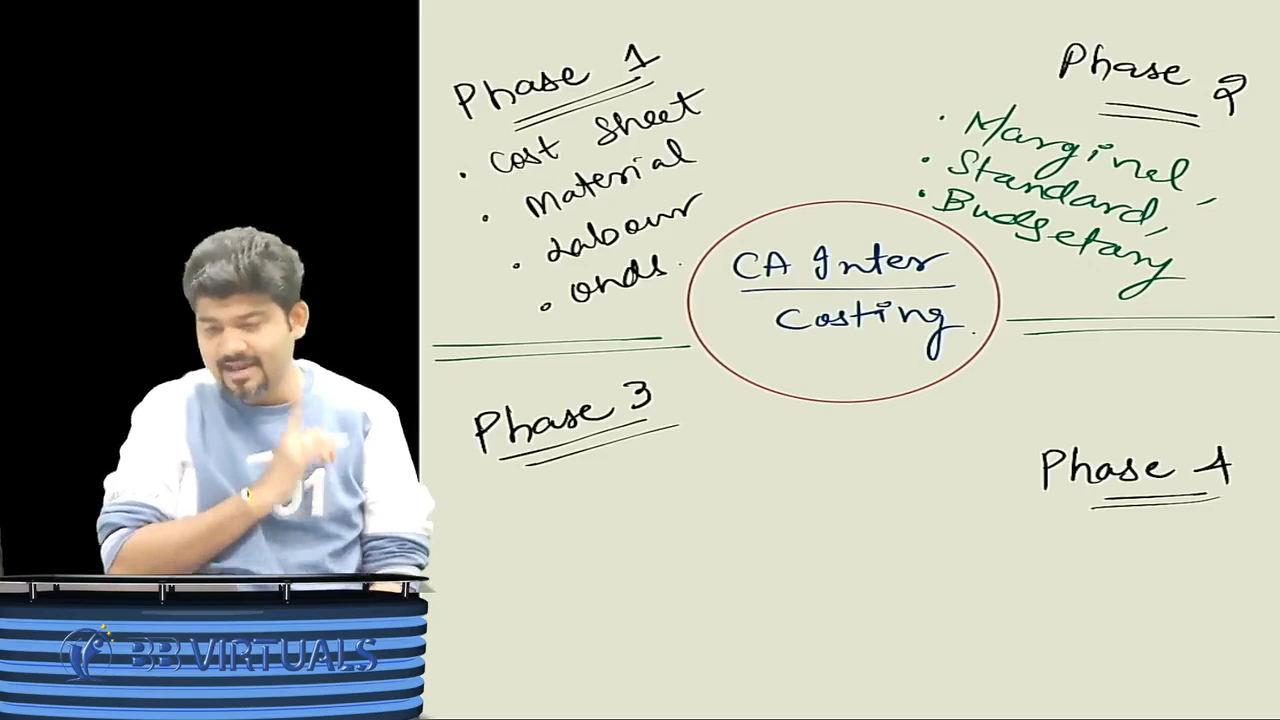 Phase 1
• Cost Sheet
• Material
• Labour
• OHDs.
Phase 2
• Marginal,
• Standard,
• Budgetary
CA Inter
Costing.
Phase 3
Phase 4
01
BB VIRTUALS